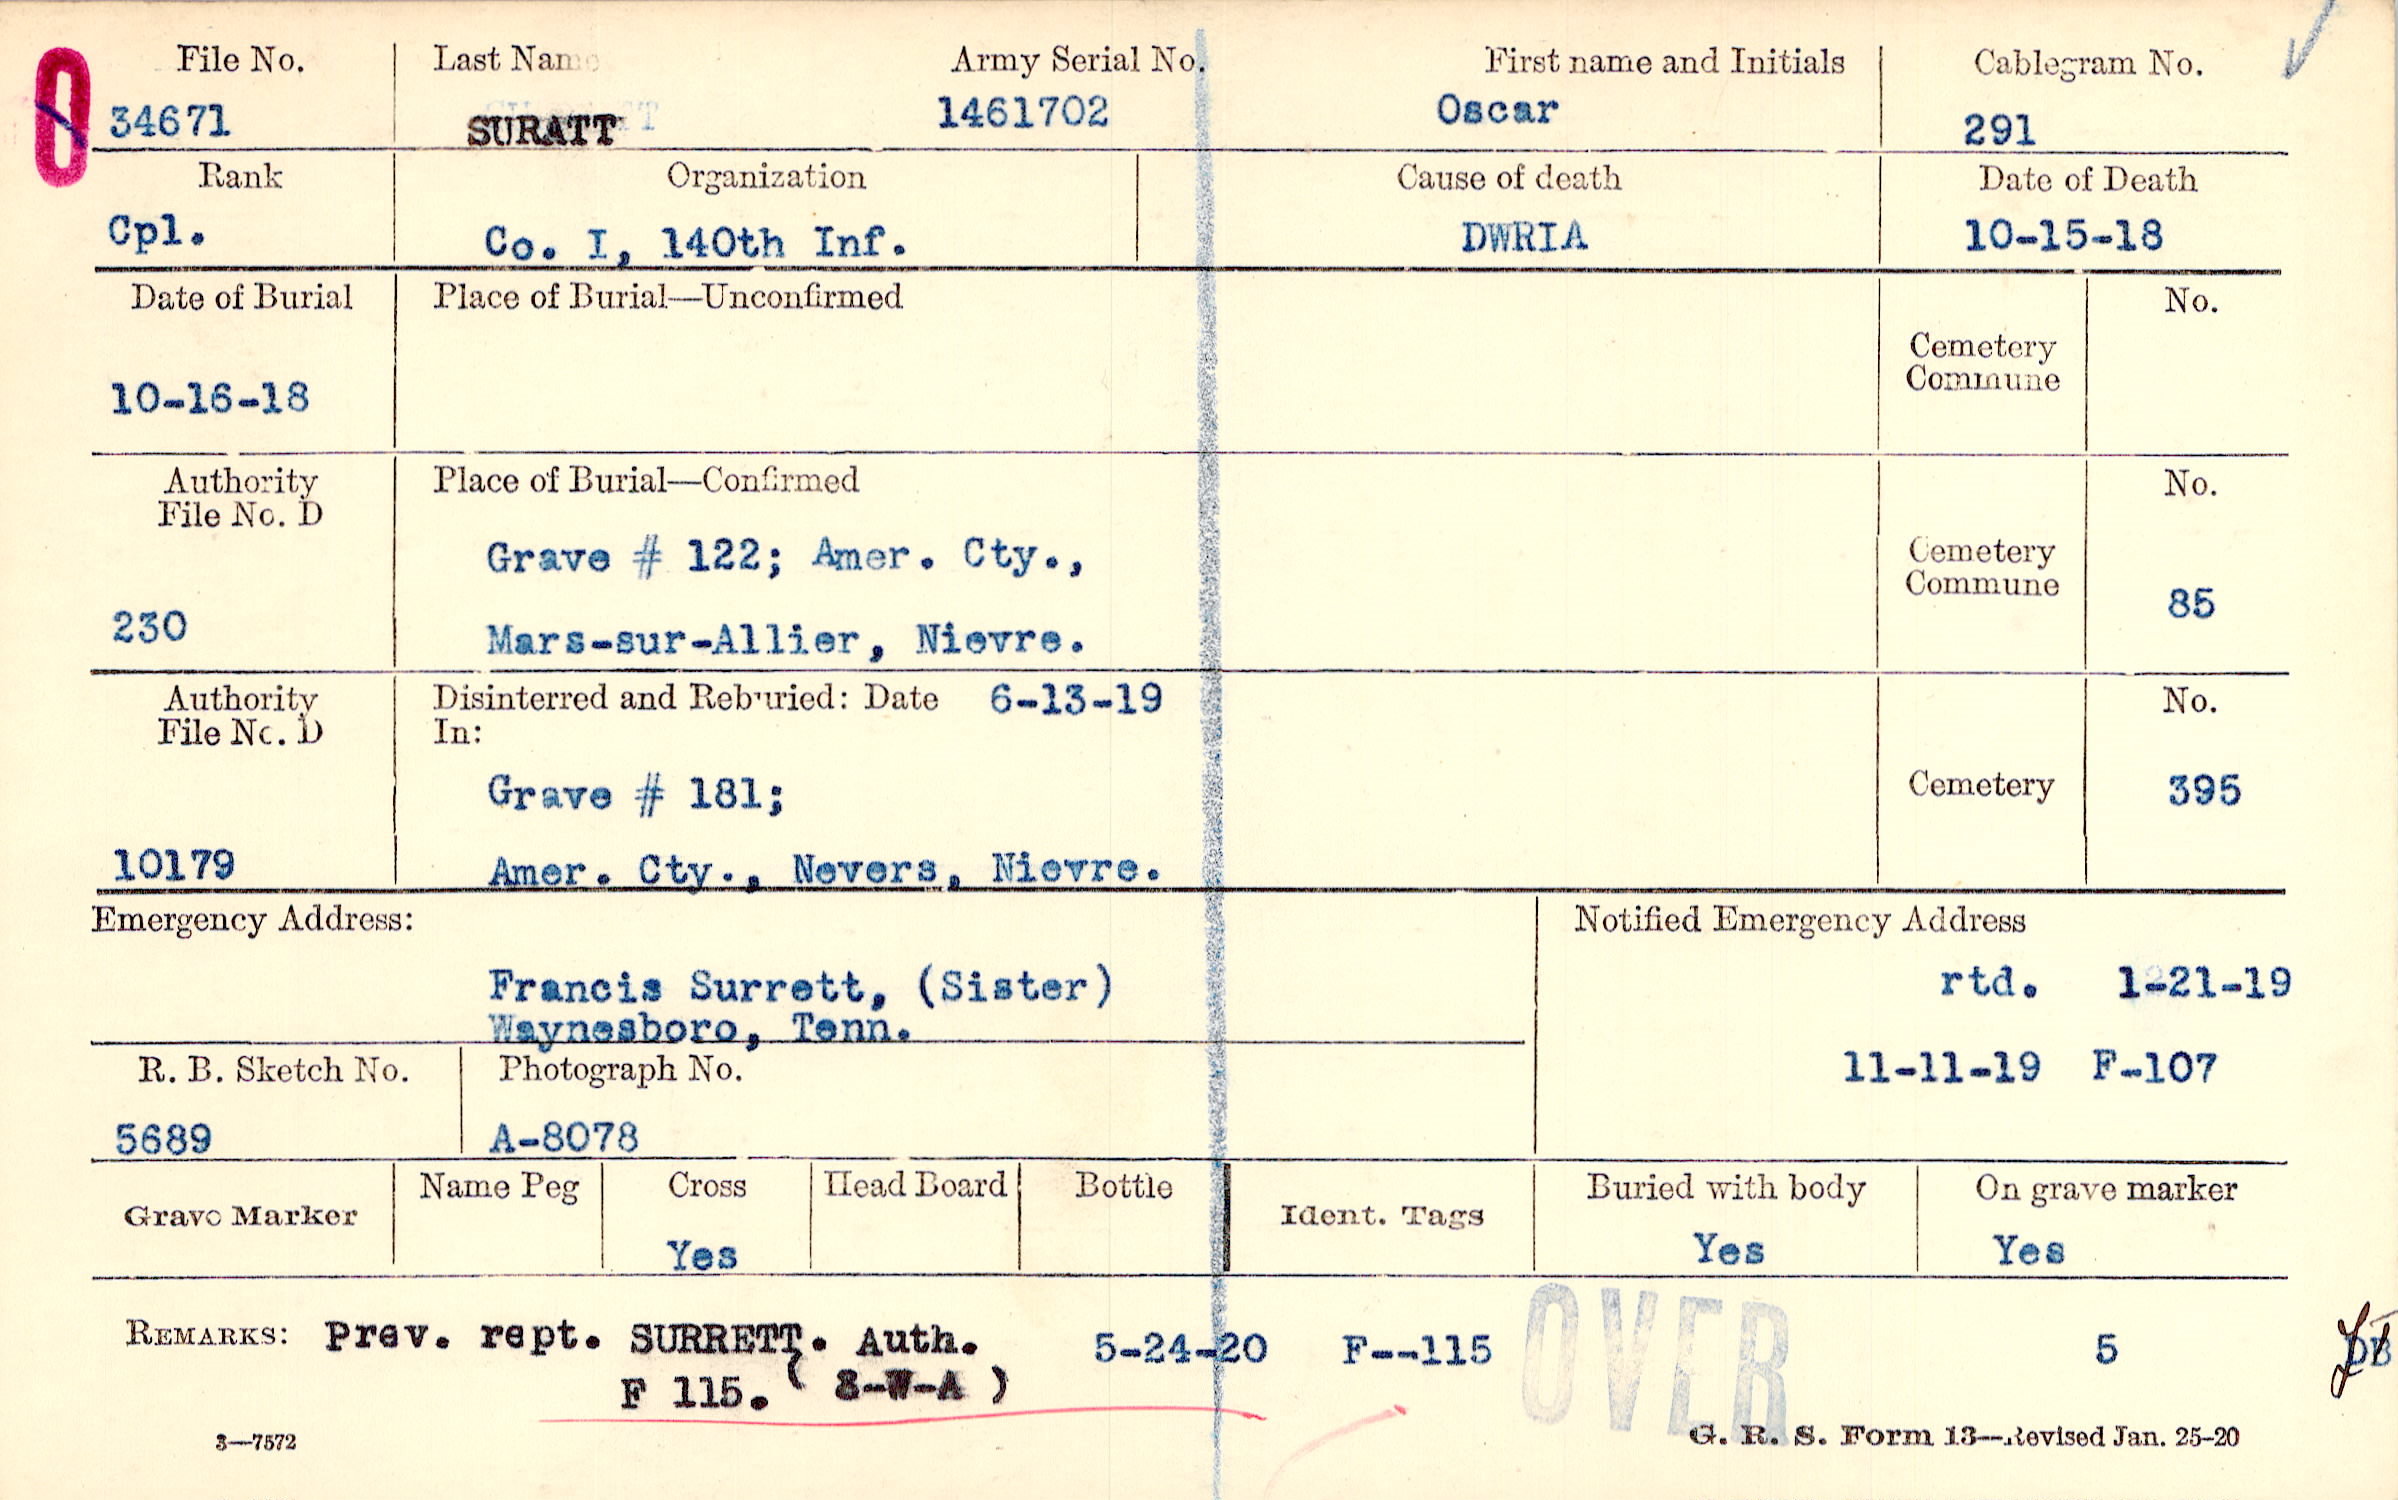 File No. Last Name Army Serial No. First name and Initials Cablegram No.
34671 SURATT 1461702 Oscar 291
Rank Organization Cause of death Date of Death
Cpl. Co. I, 140th Inf. DWRIA 10-15-18
Date of Burial Place of Burial—Unconfirmed No.
Cemetery
Commune
10-16-18
Authority Place of Burial—Confirmed No.
File No. D
Grave # 122; Amer. Cty., Cemetery
Commune
230 85
Mars-sur-Allier, Nievre.
Authority Disinterred and Reburied: Date 6-13-19 No.
File No. D In:
Grave # 181; Cemetery 395
10179 Amer. Cty., Nevers, Nievre.
Emergency Address: Notified Emergency Address
Francis Surrett, (Sister) rtd. 1-21-19
Waynesboro, Tenn.
R. B. Sketch No. Photograph No. 11-11-19 F-107
5689 A-8078
Grave Marker Name Peg Cross Head Board Bottle Ident. Tags Buried with body On grave marker
Yes Yes Yes
REMARKS: Prev. rept. SURRETT. Auth. 5-24-20 F--115 OVER 5
F 115. ( S-W-A )
3—7572 G. R. S. Form 13—Revised Jan. 25-20